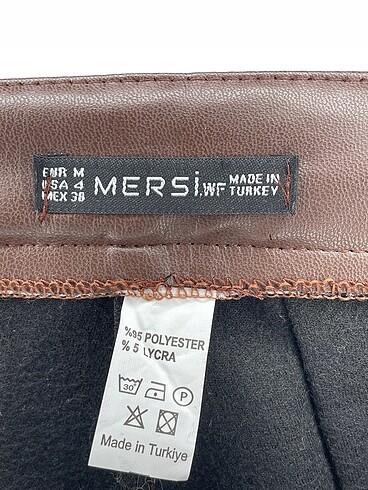 EUR M
USA 4
MEX 38
MERSİ.WF
MADE IN
TURKEY
%95 POLYESTER
% 5 LYCRA
30
P
Made in Turkiye